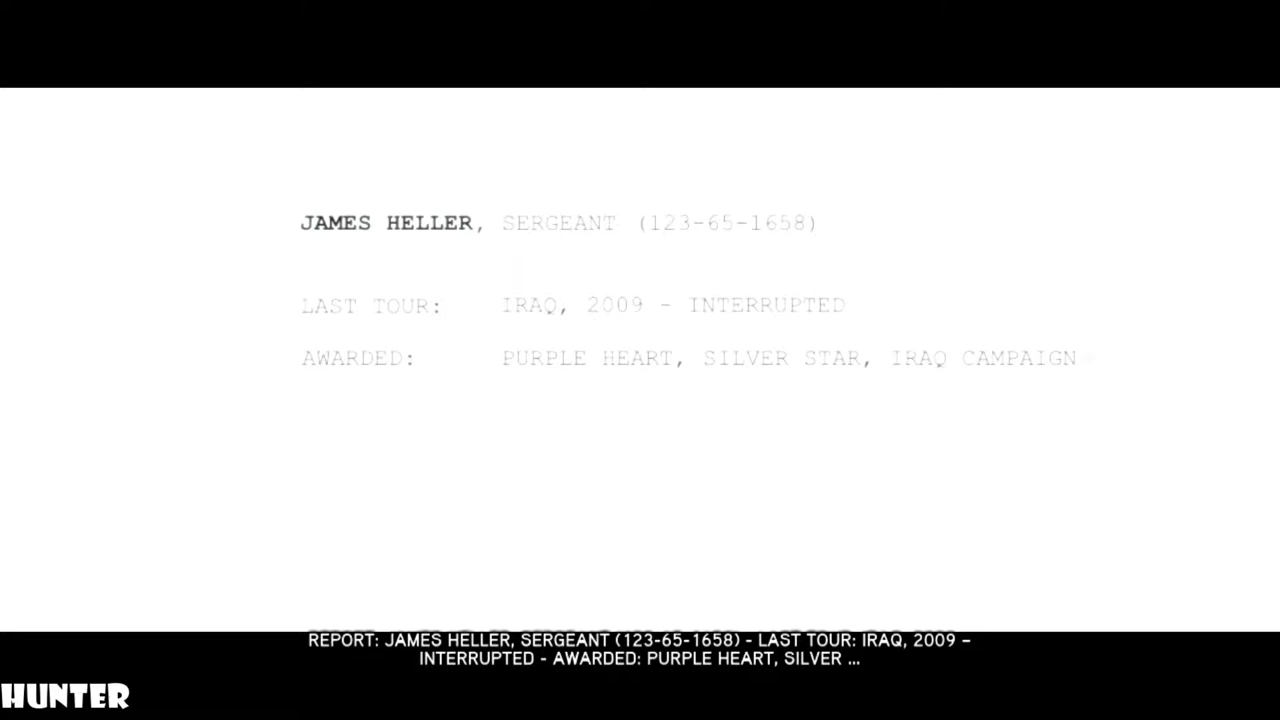 JAMES HELLER, SERGEANT (123-65-1658)
LAST TOUR: IRAQ, 2009 - INTERRUPTED
AWARDED: PURPLE HEART, SILVER STAR, IRAQ CAMPAIGN
REPORT: JAMES HELLER, SERGEANT (123-65-1658) - LAST TOUR: IRAQ, 2009 –
INTERRUPTED - AWARDED: PURPLE HEART, SILVER ...
HUNTER